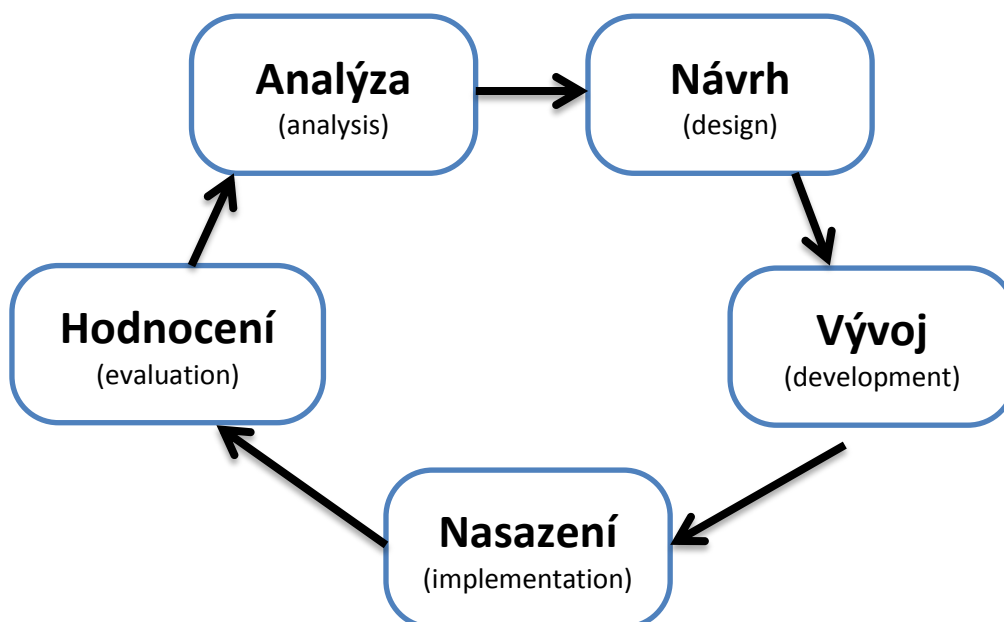 Analýza
(analysis)
Návrh
(design)
Vývoj
(development)
Nasazení
(implementation)
Hodnocení
(evaluation)